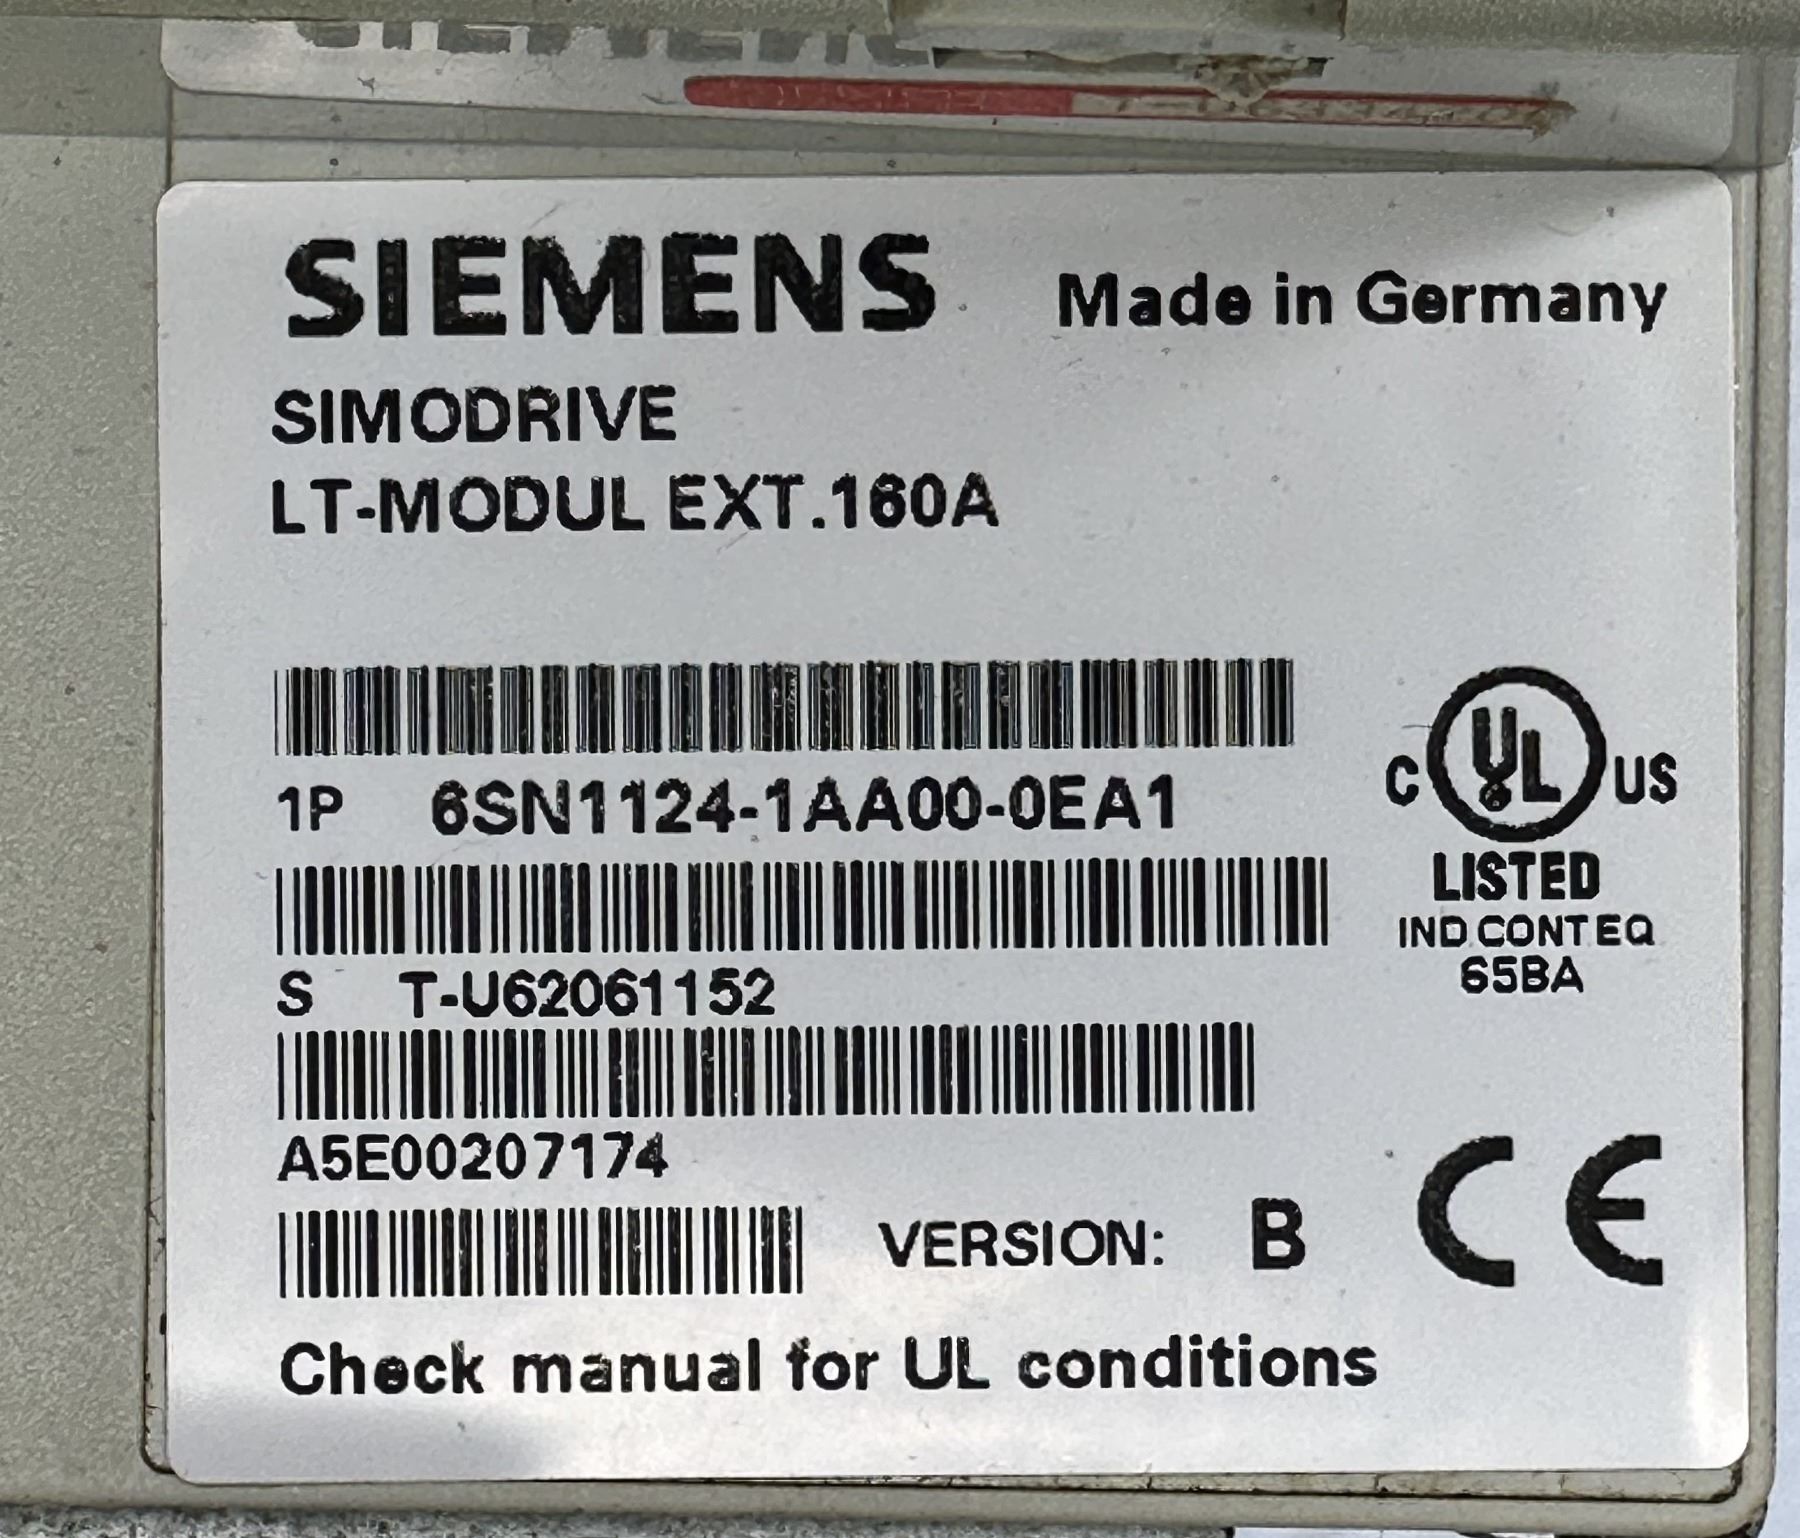 SIEMENS Made in Germany
SIMODRIVE
LT-MODUL EXT.160A
1P 6SN1124-1AA00-0EA1
C UL US
LISTED
IND.CONT.EQ
65BA
S T-U62061152
A5E00207174
VERSION: B CE
Check manual for UL conditions